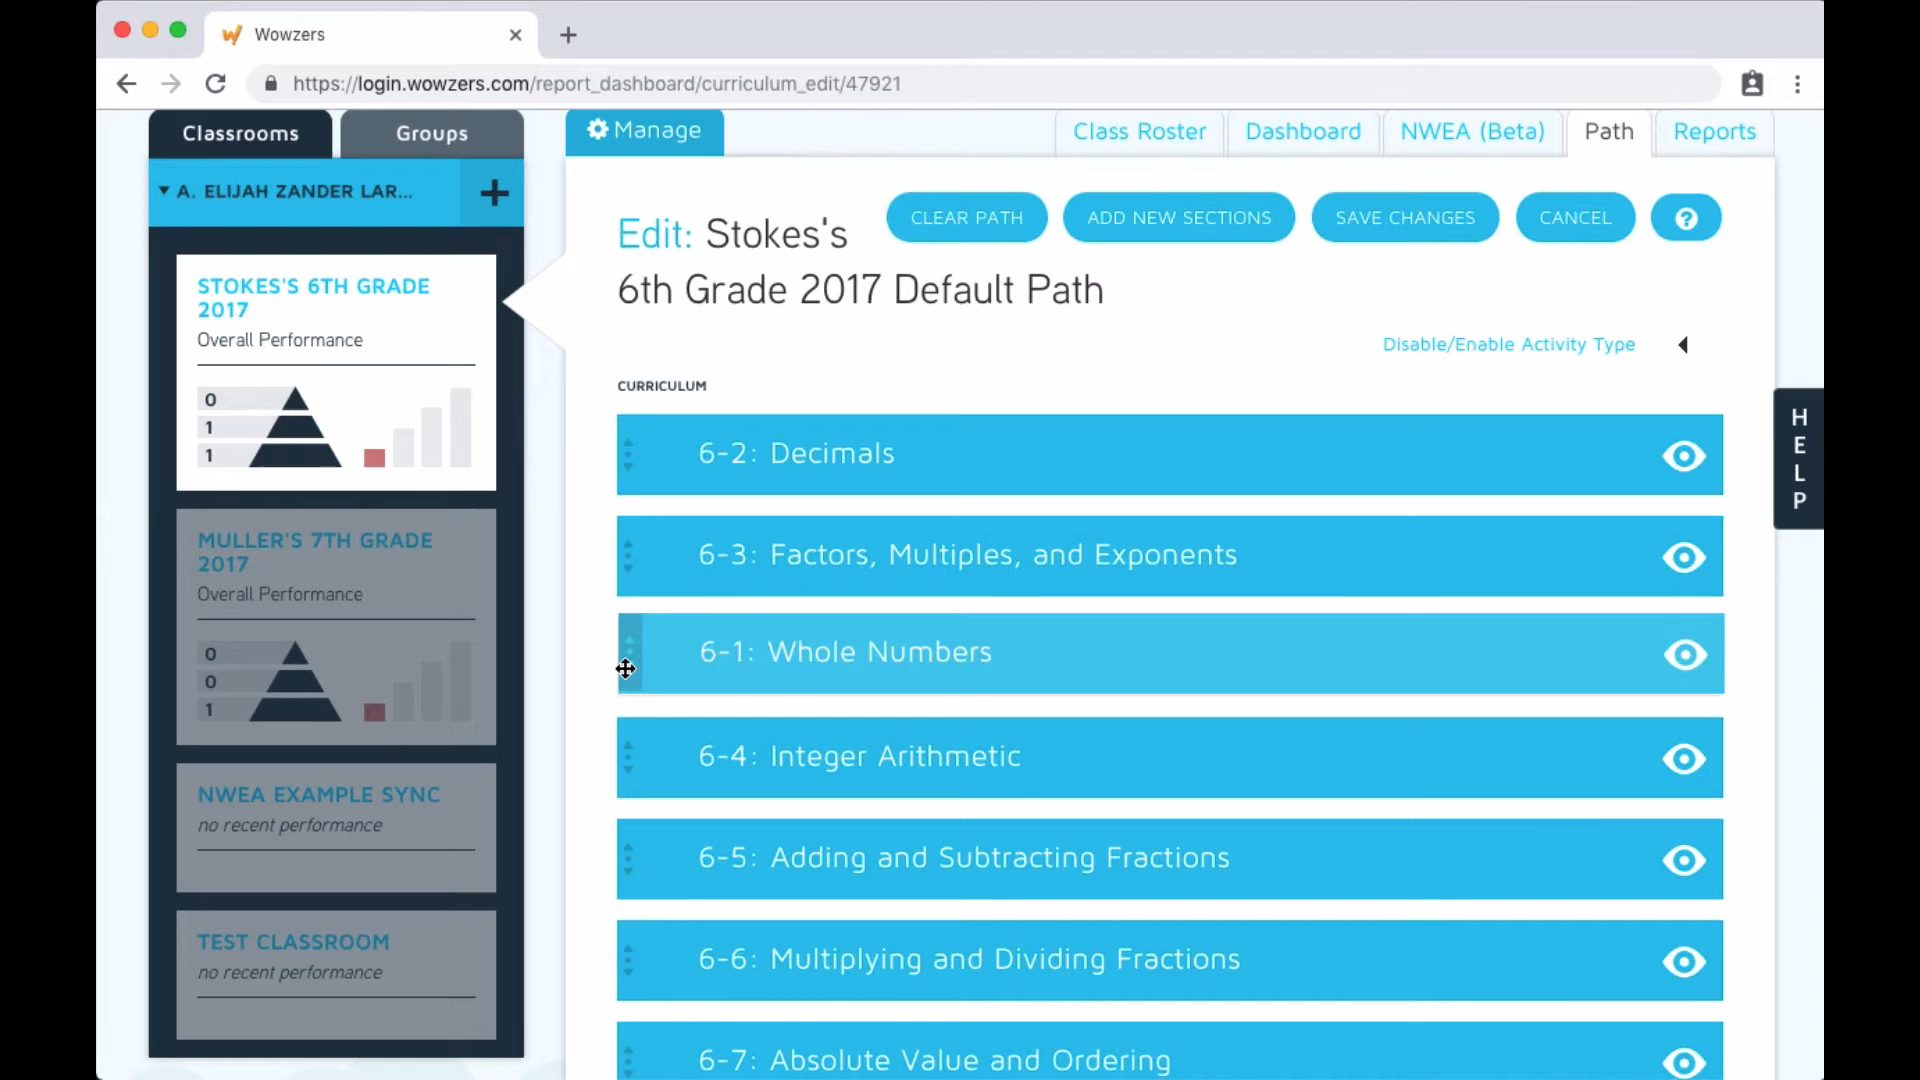 Wowzers
https://login.wowzers.com/report_dashboard/curriculum_edit/47921
Classrooms
Groups
Manage
Class Roster
Dashboard
NWEA (Beta)
Path
Reports
A. ELIJAH ZANDER LAR...
STOKES'S 6TH GRADE
2017
Overall Performance
0
1
1
MULLER'S 7TH GRADE
2017
Overall Performance
0
0
1
NWEA EXAMPLE SYNC
no recent performance
TEST CLASSROOM
no recent performance
Edit: Stokes's
6th Grade 2017 Default Path
CLEAR PATH
ADD NEW SECTIONS
SAVE CHANGES
CANCEL
?
Disable/Enable Activity Type
CURRICULUM
6-2: Decimals
6-3: Factors, Multiples, and Exponents
6-1: Whole Numbers
6-4: Integer Arithmetic
6-5: Adding and Subtracting Fractions
6-6: Multiplying and Dividing Fractions
6-7: Absolute Value and Ordering
H
E
L
P